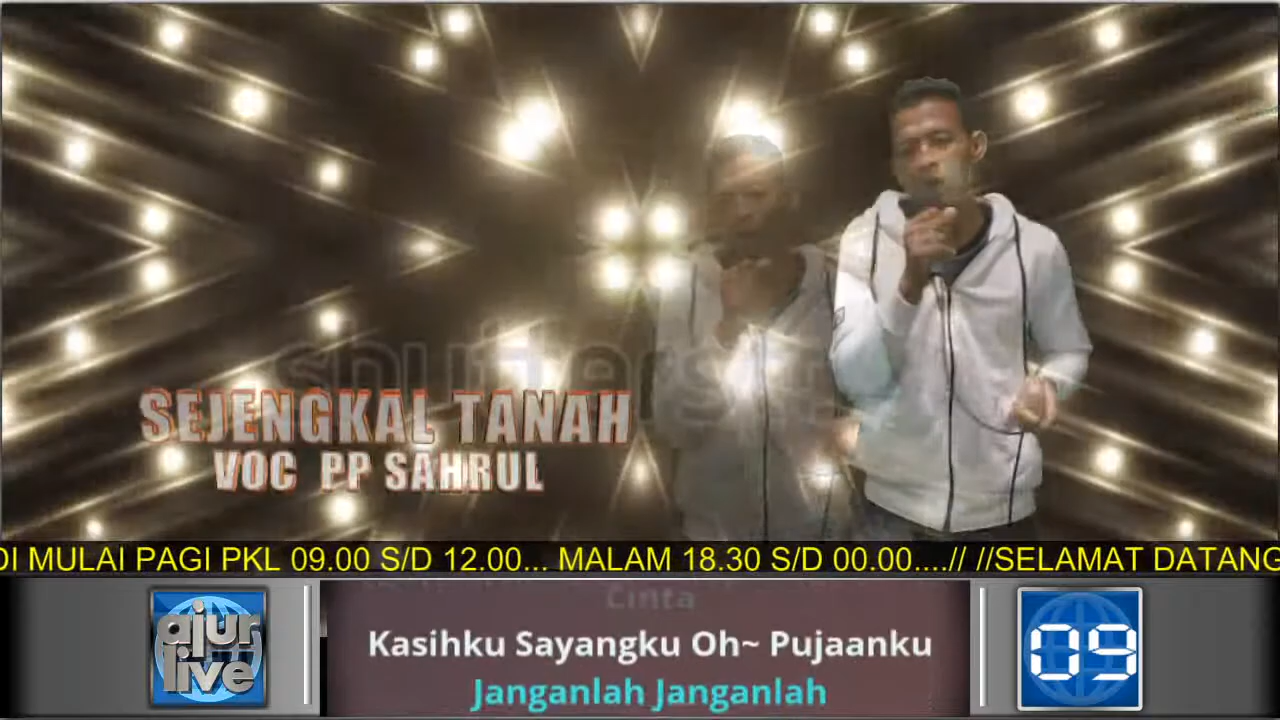 shutterstock
SEJENGKAL TANAH
VOC PP SAHRUL
DI MULAI PAGI PKL 09.00 S/D 12.00... MALAM 18.30 S/D 00.00....// //SELAMAT DATANG
ajur
live
Cinta
Kasihku Sayangku Oh~ Pujaanku
Janganlah Janganlah
09